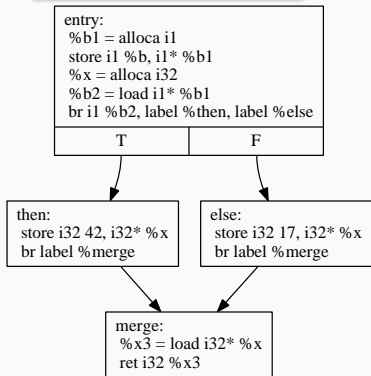 entry:
%b1 = alloca i1
store i1 %b, i1* %b1
%x = alloca i32
%b2 = load i1* %b1
br i1 %b2, label %then, label %else
T
F
then:
store i32 42, i32* %x
br label %merge
else:
store i32 17, i32* %x
br label %merge
merge:
%x3 = load i32* %x
ret i32 %x3